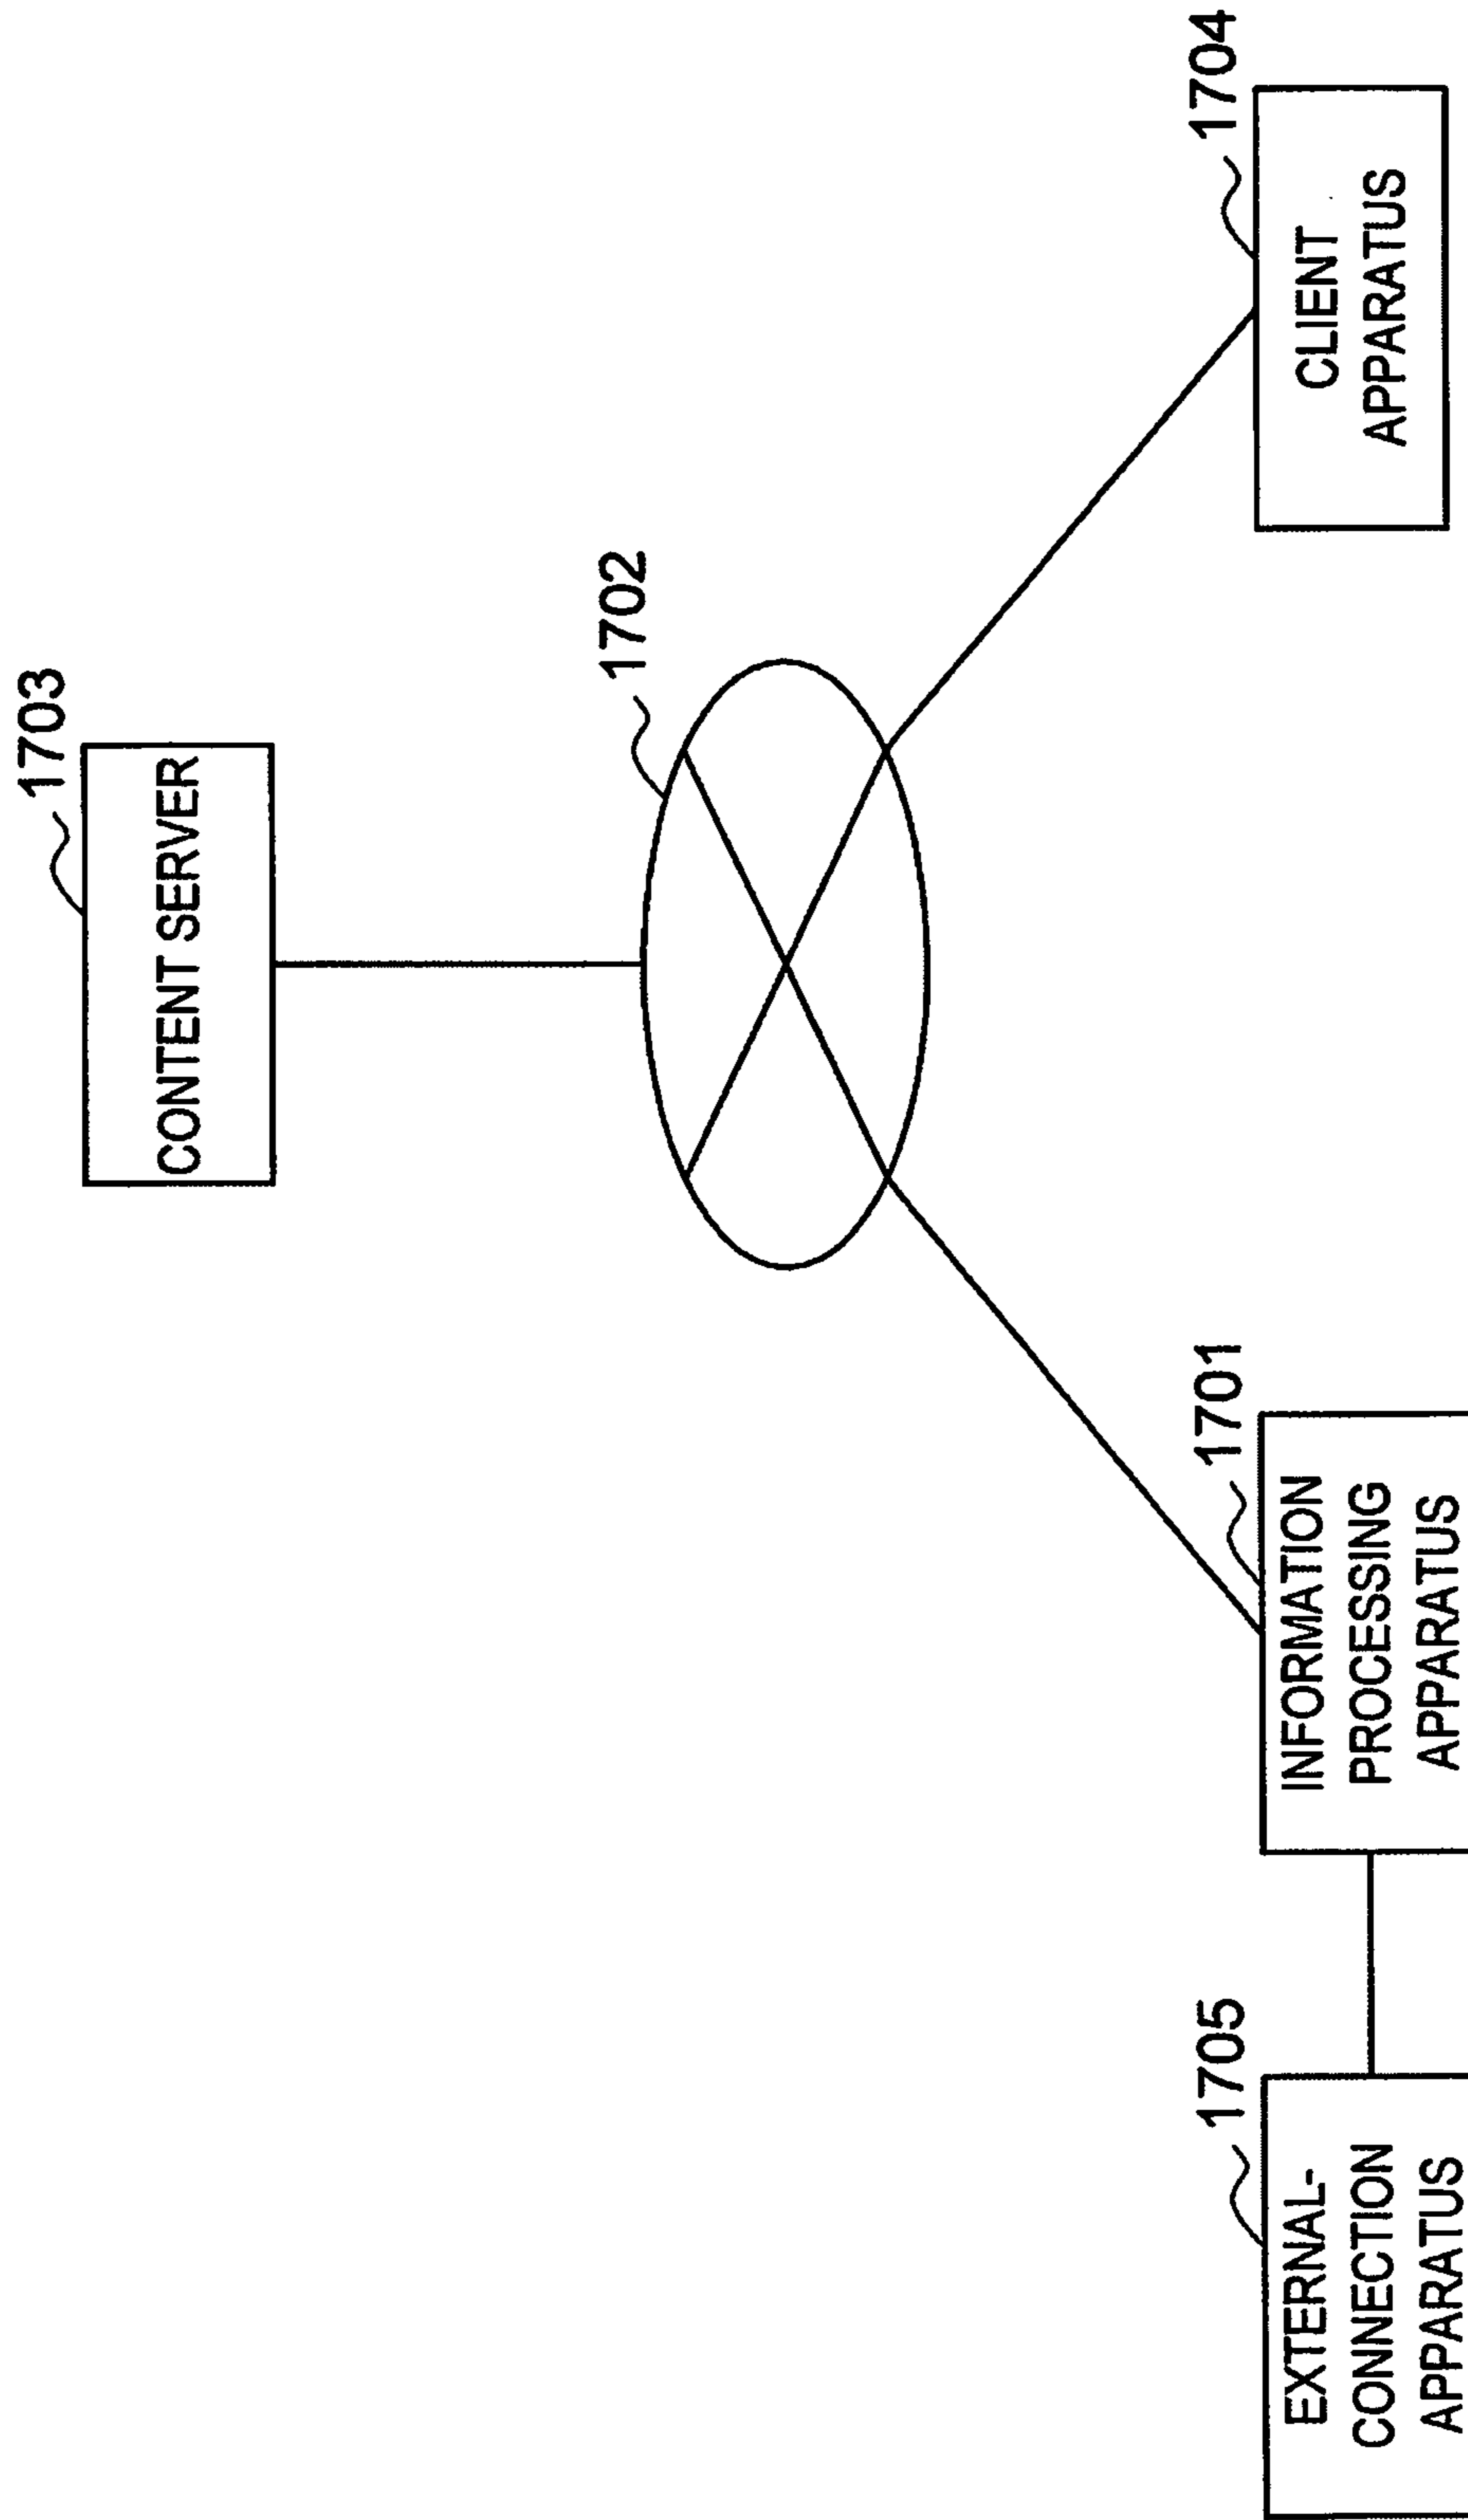 1703
CONTENT SERVER
1702
1705
EXTERNAL-
CONNECTION
APPARATUS
1701
INFORMATION
PROCESSING
APPARATUS
1704
CLIENT
APPARATUS